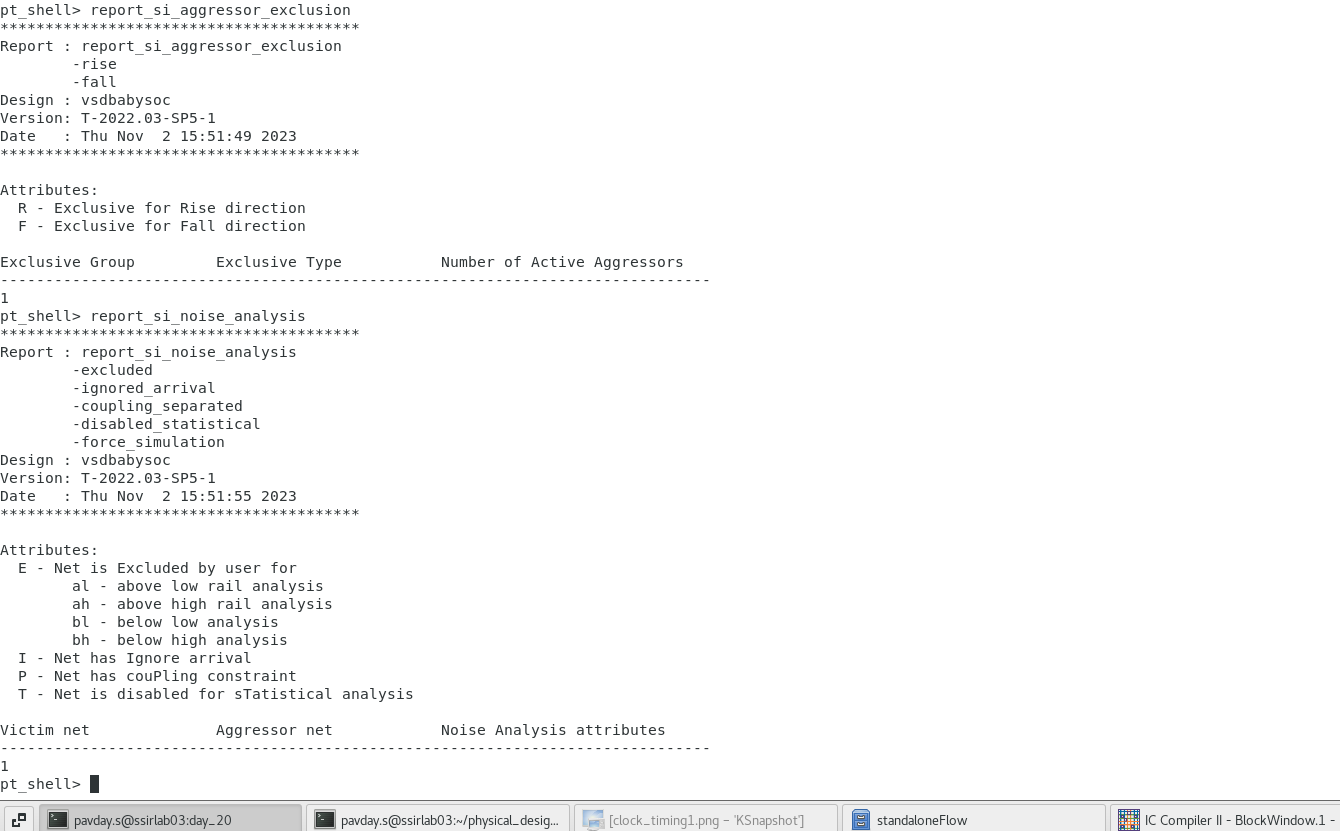 pt_shell> report_si_aggressor_exclusion
****************************************
Report : report_si_aggressor_exclusion
        -rise
        -fall
Design : vsdbabysoc
Version: T-2022.03-SP5-1
Date   : Thu Nov  2 15:51:49 2023
****************************************

Attributes:
  R - Exclusive for Rise direction
  F - Exclusive for Fall direction

Exclusive Group         Exclusive Type           Number of Active Aggressors
-------------------------------------------------------------------------------
1
pt_shell> report_si_noise_analysis
****************************************
Report : report_si_noise_analysis
        -excluded
        -ignored_arrival
        -coupling_separated
        -disabled_statistical
        -force_simulation
Design : vsdbabysoc
Version: T-2022.03-SP5-1
Date   : Thu Nov  2 15:51:55 2023
****************************************

Attributes:
  E - Net is Excluded by user for
        al - above low rail analysis
        ah - above high rail analysis
        bl - below low analysis
        bh - below high analysis
  I - Net has Ignore arrival
  P - Net has couPling constraint
  T - Net is disabled for sTatistical analysis

Victim net              Aggressor net            Noise Analysis attributes
-------------------------------------------------------------------------------
1
pt_shell>
pavday.s@ssirlab03:day_20 pavday.s@ssirlab03:~/physical_desig... [clock_timing1.png – 'KSnapshot'] standaloneFlow IC Compiler II - BlockWindow.1 -